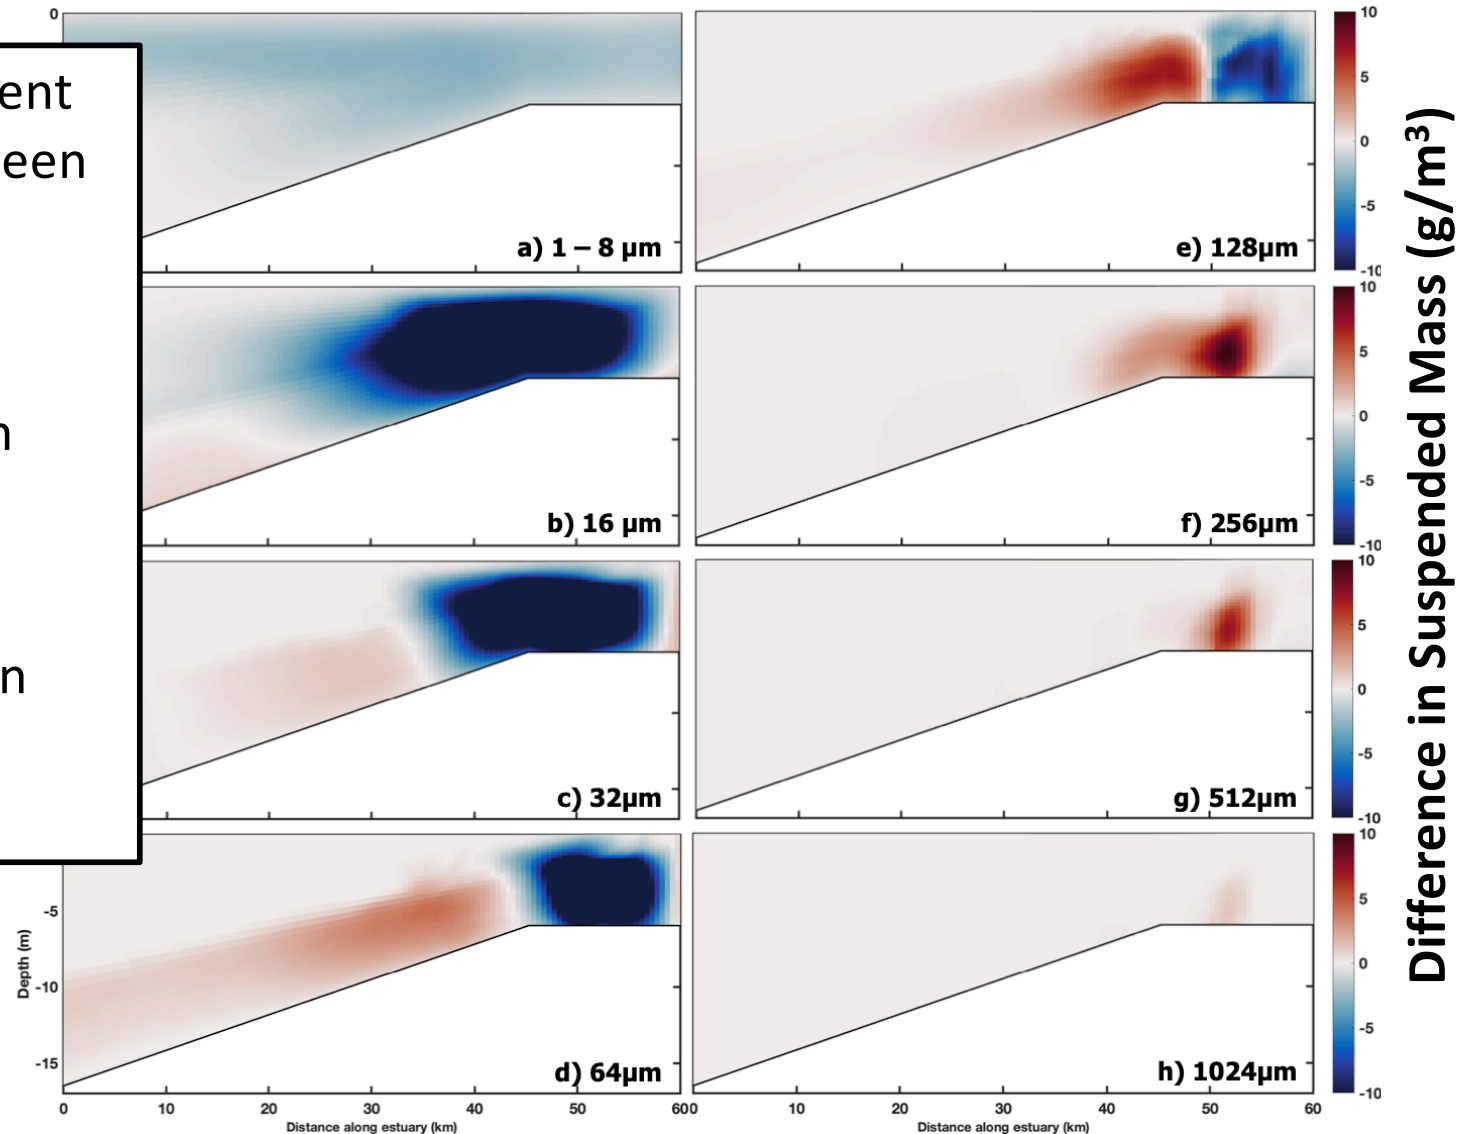 ent
een
n
n
0
a) 1 – 8 µm
b) 16 µm
c) 32µm
d) 64µm
-5
-10
-15
Depth (m)
0 10 20 30 40 50 60
Distance along estuary (km)
e) 128µm
f) 256µm
g) 512µm
h) 1024µm
0 10 20 30 40 50 60
Distance along estuary (km)
10
5
0
-5
-10
10
5
0
-5
-10
10
5
0
-5
-10
10
5
0
-5
-10
Difference in Suspended Mass (g/m³)